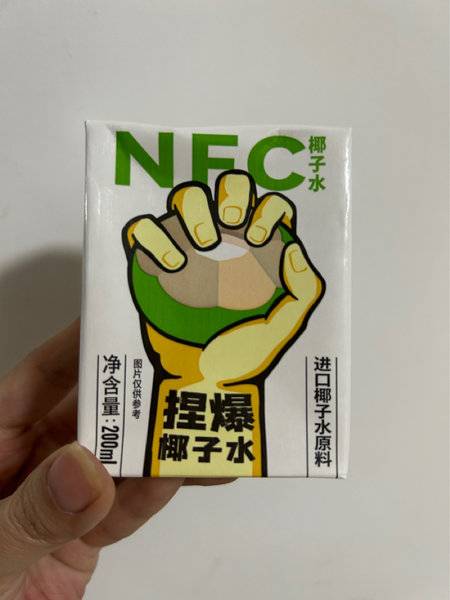 NFC
椰子水
净含量:200ml
图片仅供参考
捏爆
椰子水
进口椰子水原料